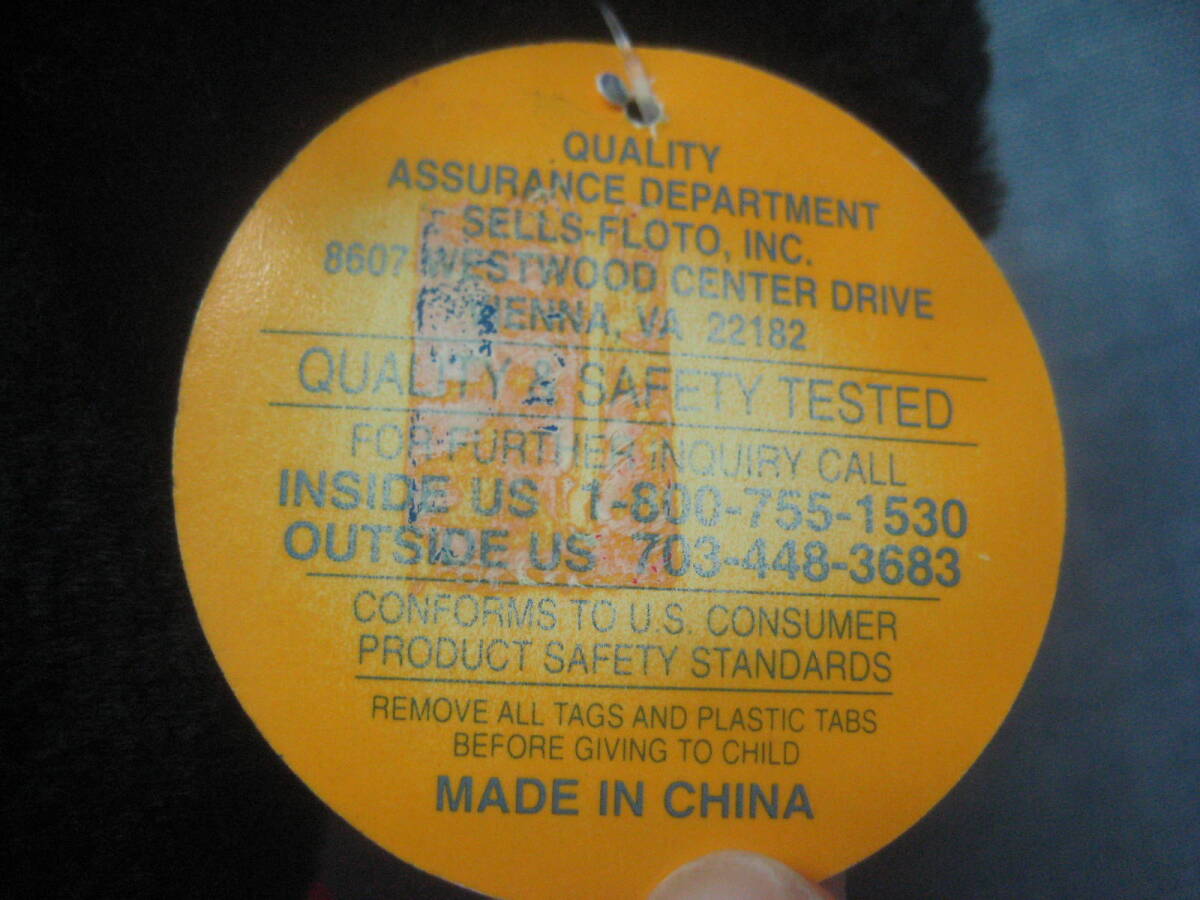 QUALITY
ASSURANCE DEPARTMENT
SELLS-FLOTO, INC.
8607 WESTWOOD CENTER DRIVE
VIENNA, VA 22182
QUALITY & SAFETY TESTED
FOR FURTHER INQUIRY CALL
INSIDE US 1-800-755-1530
OUTSIDE US 703-448-3683
CONFORMS TO U.S. CONSUMER
PRODUCT SAFETY STANDARDS
REMOVE ALL TAGS AND PLASTIC TABS
BEFORE GIVING TO CHILD
MADE IN CHINA